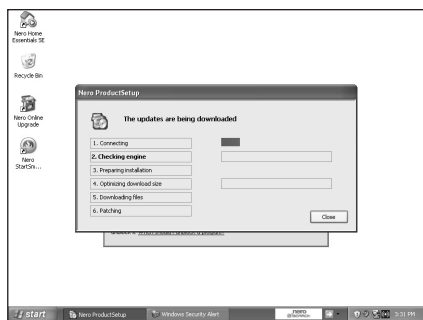 Nero Home
Essentials SE
Recycle Bin
Nero Online
Upgrade
Nero
StartSm...
Nero ProductSetup
The updates are being downloaded
1. Connecting
2. Checking engine
3. Preparing installation
4. Optimizing download size
5. Downloading files
6. Patching
Close
start
Nero ProductSetup
Windows Security Alert
nero
3:31 PM